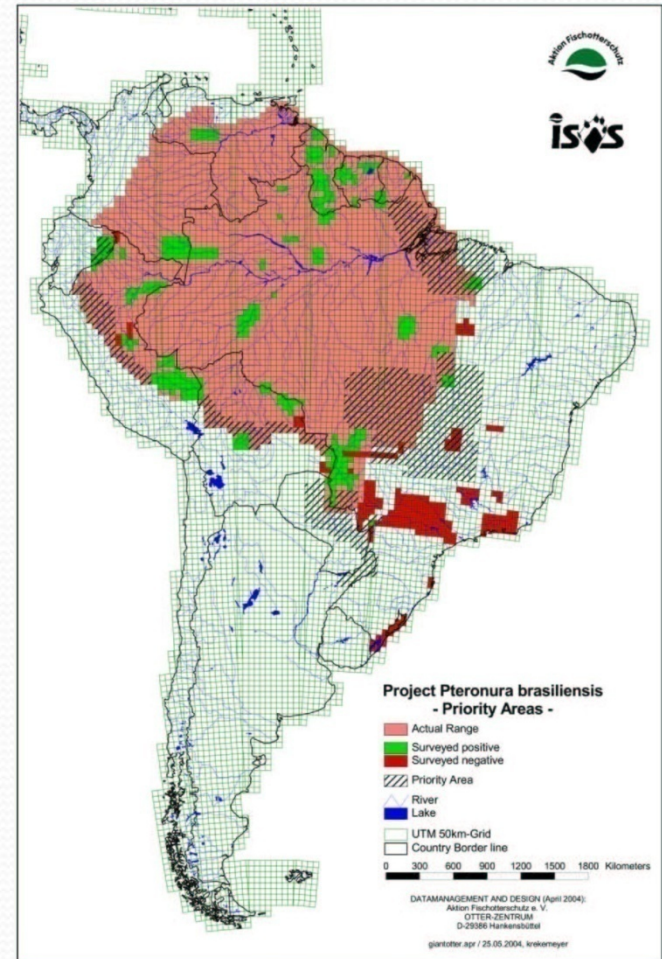 Aktion Fischotterschutz
isos
Project Pteronura brasiliensis
- Priority Areas -
Actual Range
Surveyed positive
Surveyed negative
Priority Area
River
Lake
UTM 50km-Grid
Country Border line
0 300 600 900 1200 1500 1800 Kilometers
DATAMANAGEMENT AND DESIGN (April 2004):
Aktion Fischotterschutz e. V.
OTTER-ZENTRUM
D-29386 Hankensbüttel
giantotter.apr / 25.05.2004, krekemeyer